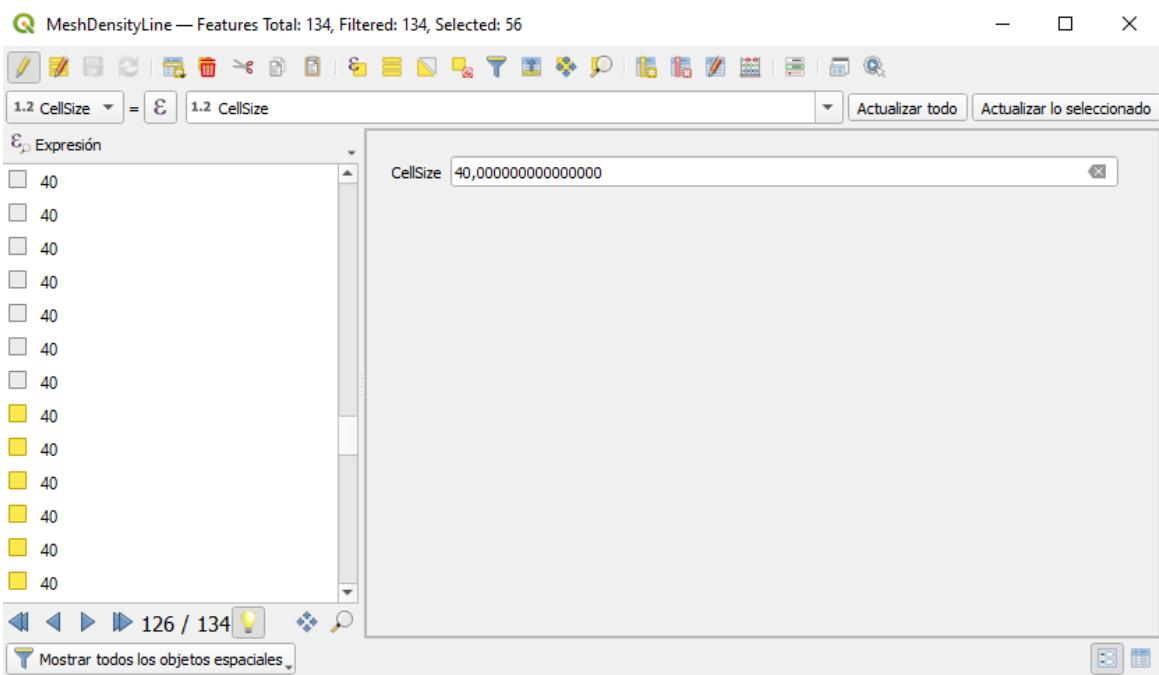 MeshDensityLine — Features Total: 134, Filtered: 134, Selected: 56
1.2 CellSize = ε 1.2 CellSize Actualizar todo Actualizar lo seleccionado
Expresión
CellSize 40,000000000000000
40
40
40
40
40
40
40
40
40
40
40
40
40
126 / 134
Mostrar todos los objetos espaciales